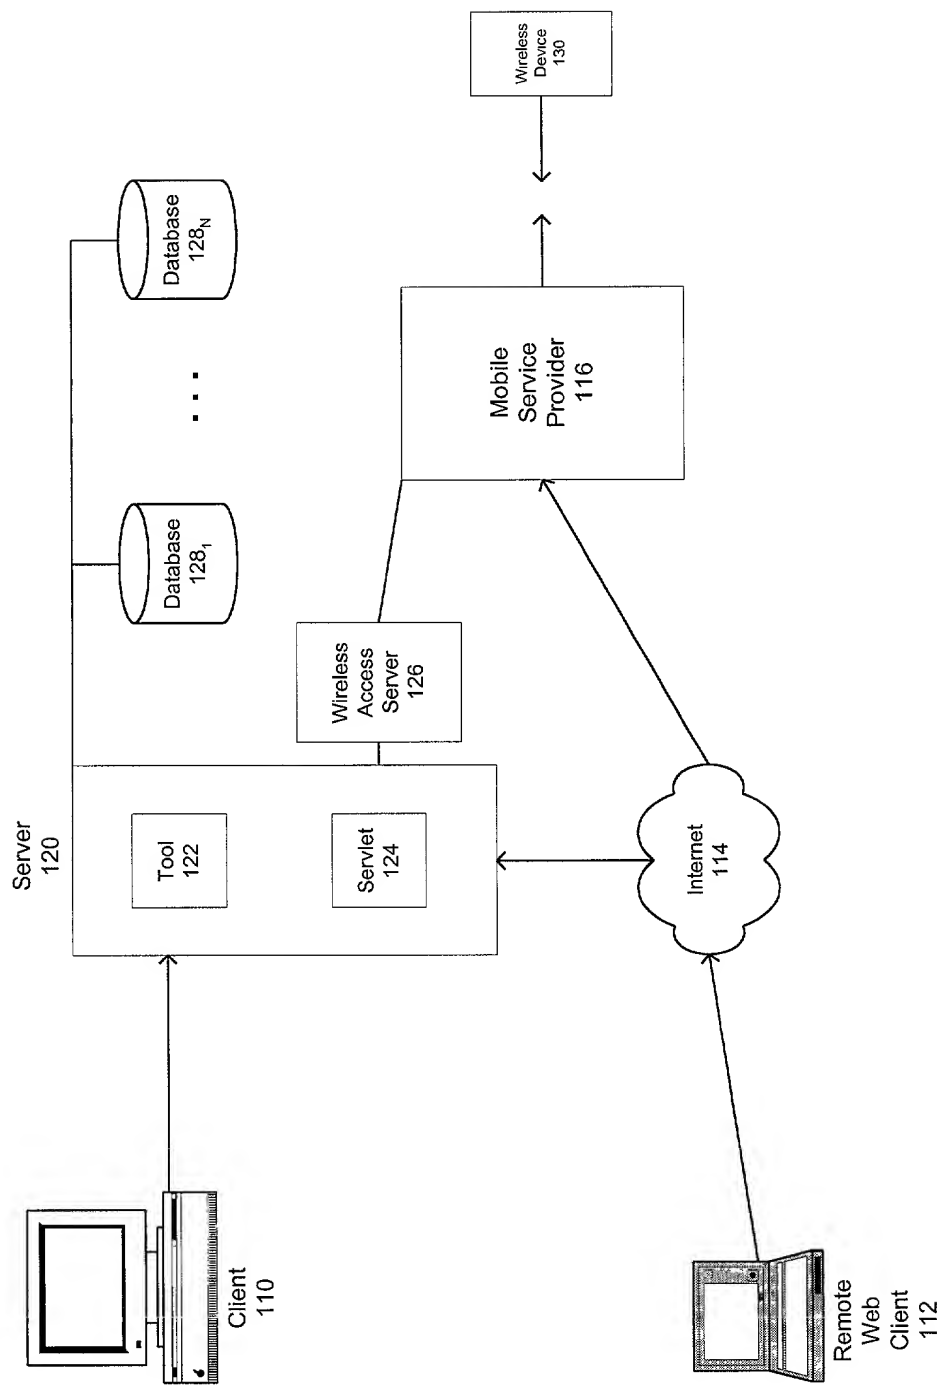 Server
120
Tool
122
Servlet
124
Database
128₁
. . .
Database
128ₙ
Wireless
Access
Server
126
Mobile
Service
Provider
116
Wireless
Device
130
Internet
114
Client
110
Remote
Web
Client
112